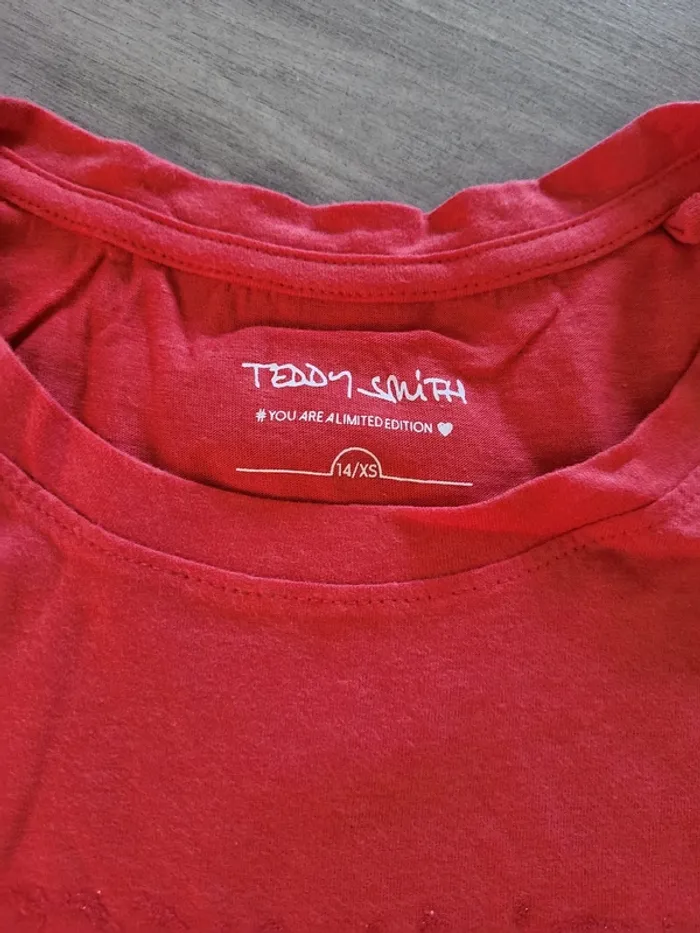 TEDDY SMiTH
#YOU ARE A LIMITED EDITION
14/XS